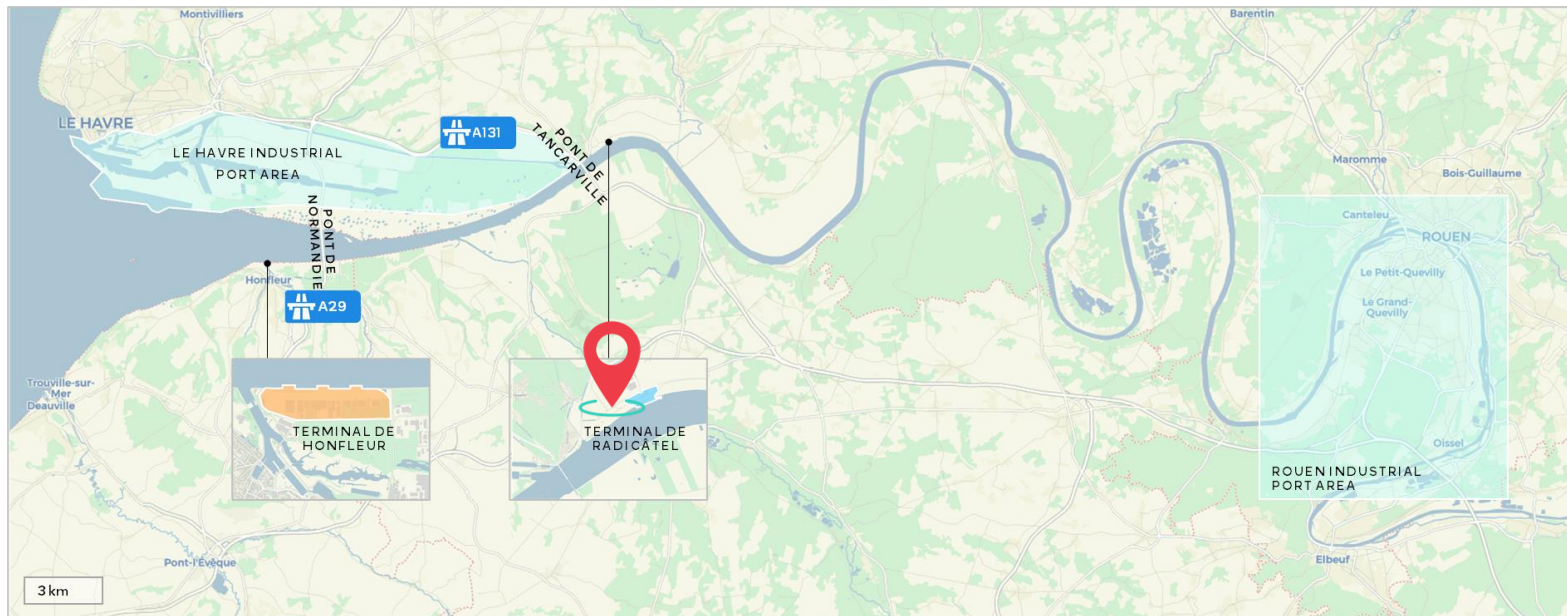 Montivilliers
Barentin
LE HAVRE
A131
PONT DE
TANCARVILLE
LE HAVRE INDUSTRIAL
PORT AREA
Maromme
Bois-Guillaume
PONT DE
NORMANDIE
Canteleu
ROUEN
Honfleur
Le Petit-Quevilly
A29
Le Grand-
Quevilly
Trouville-sur-
Mer
Deauville
TERMINAL DE
HONFLEUR
TERMINAL DE
RADICÂTEL
Oissel
ROUEN INDUSTRIAL
PORT AREA
Pont-l'Évêque
Elbeuf
3 km